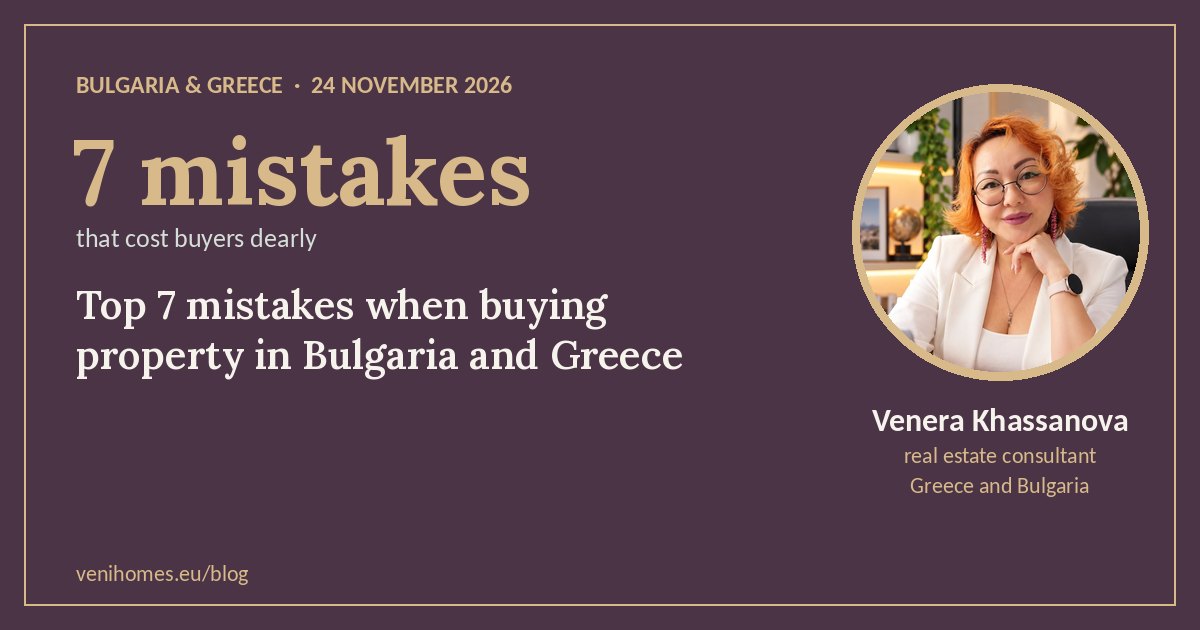 BULGARIA & GREECE · 24 NOVEMBER 2026
7 mistakes
that cost buyers dearly
Top 7 mistakes when buying
property in Bulgaria and Greece
Venera Khassanova
real estate consultant
Greece and Bulgaria
venihomes.eu/blog